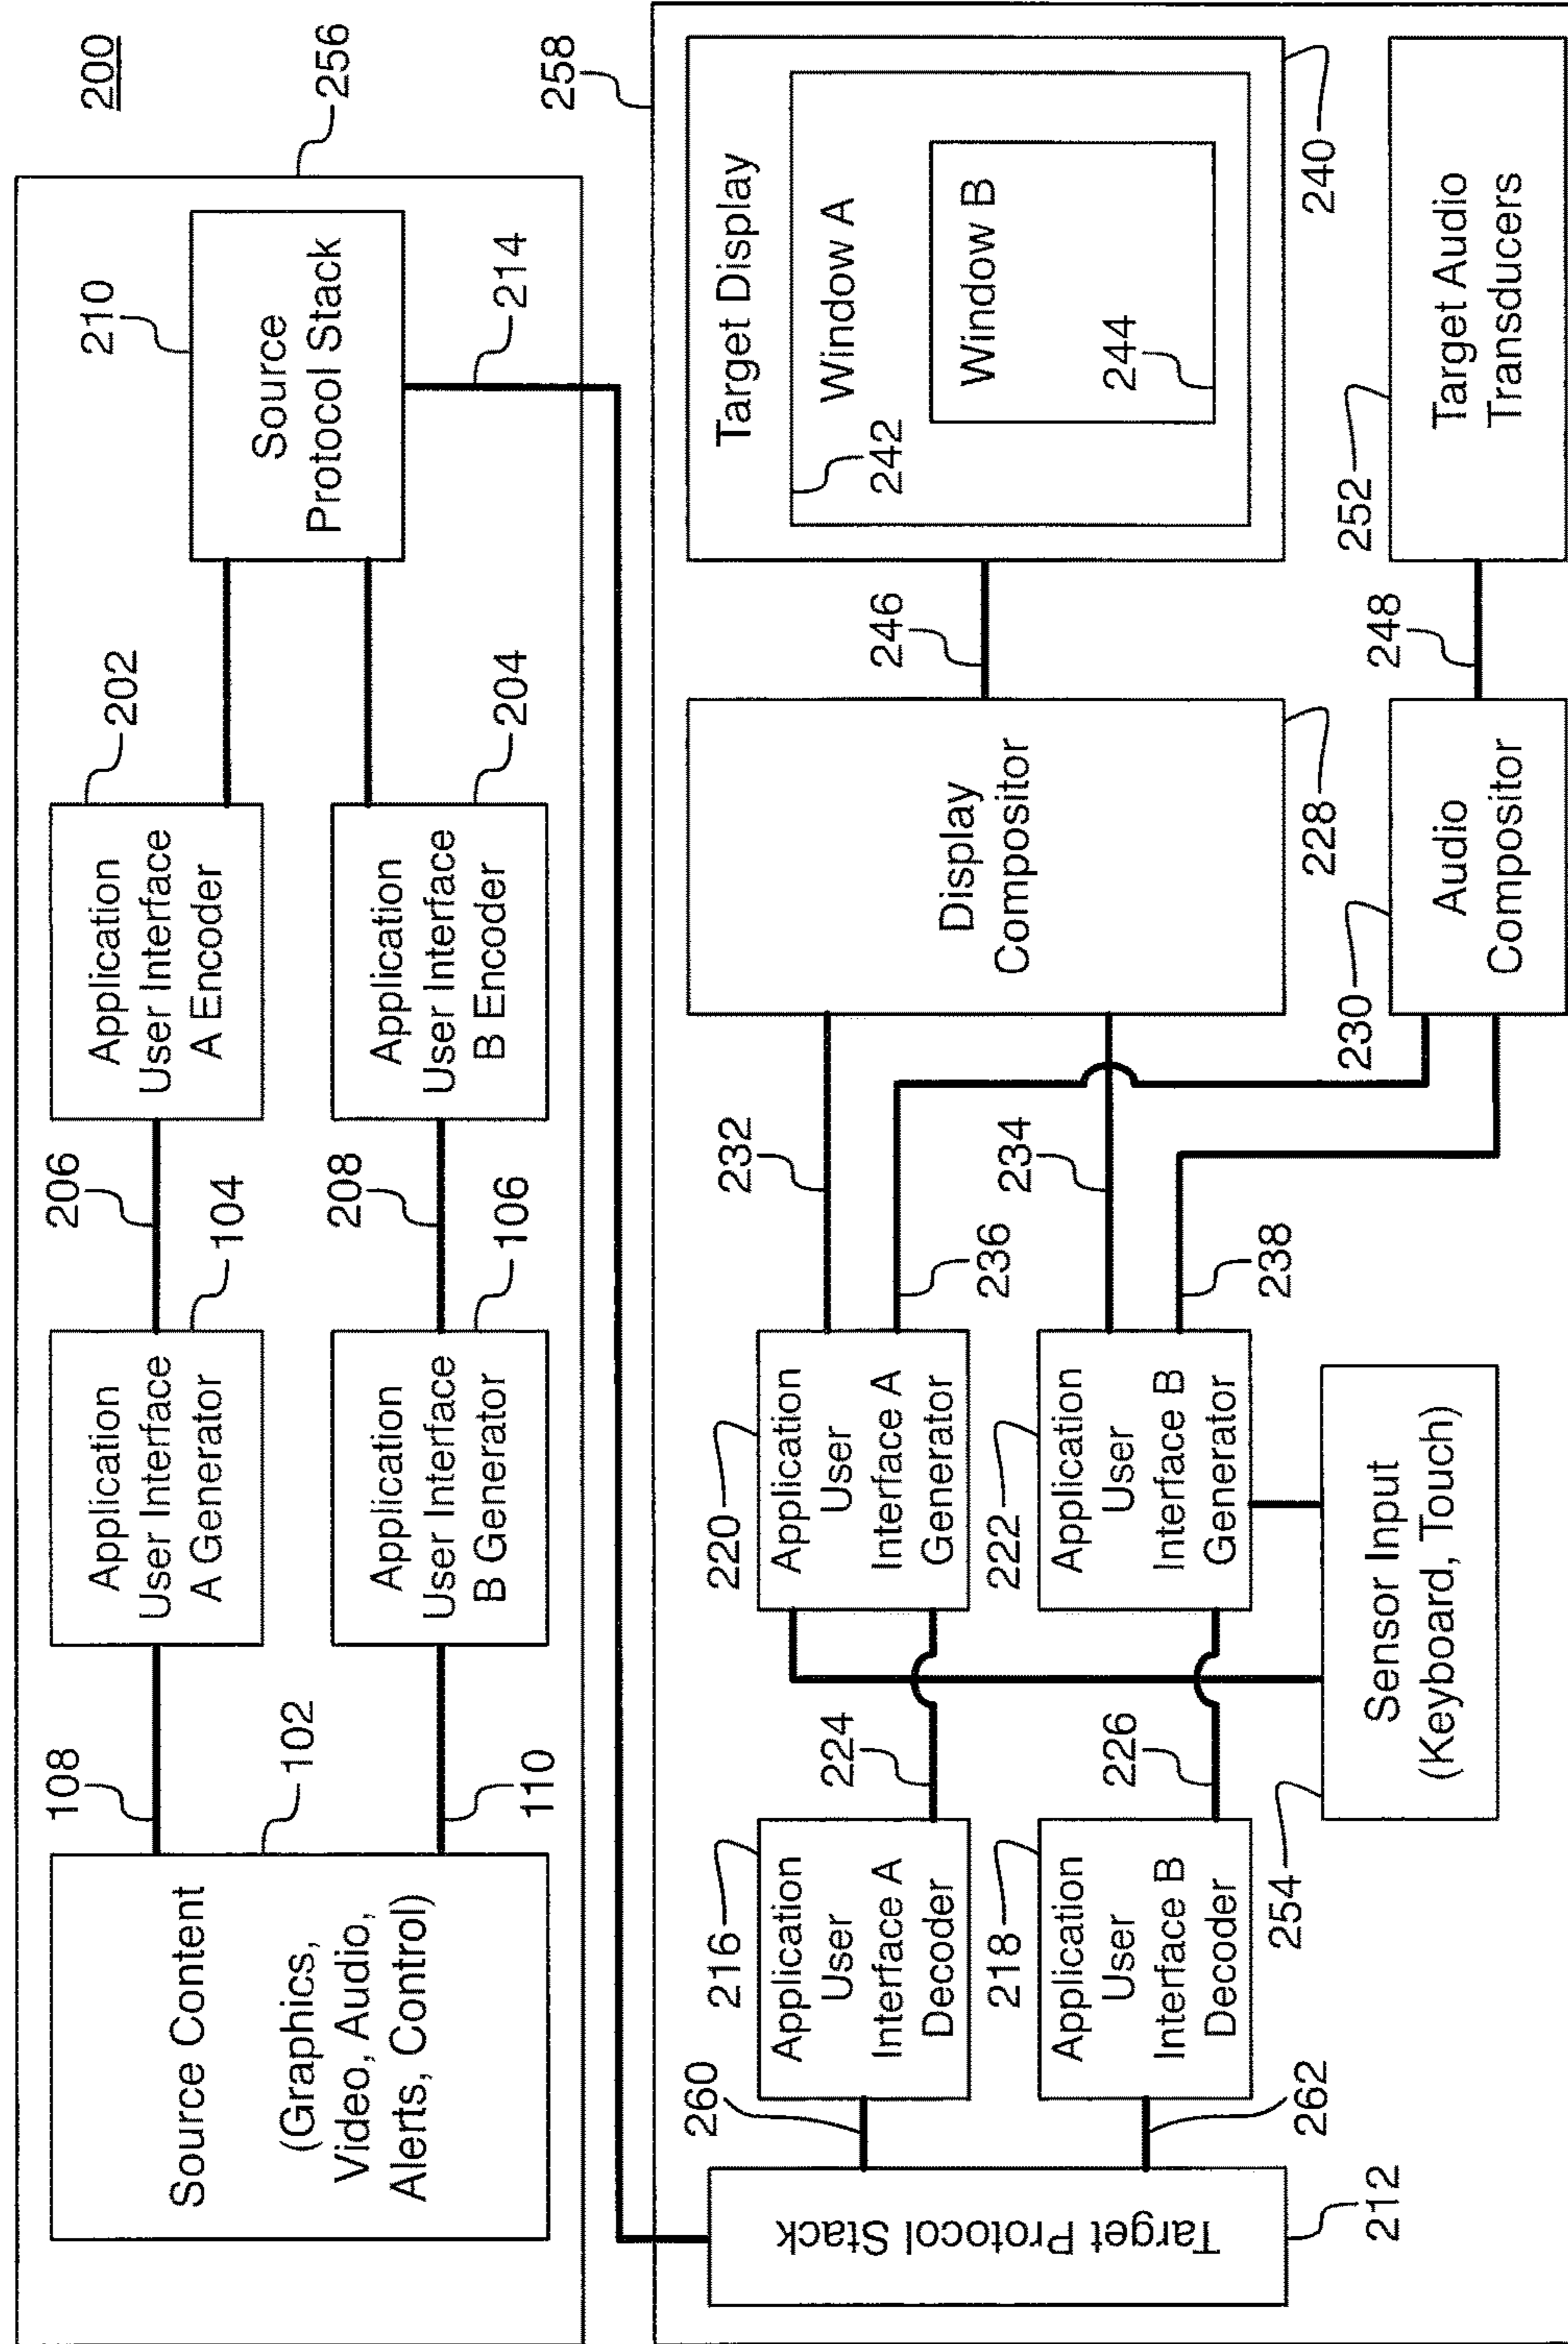 200
256
Source Content
(Graphics,
Video, Audio,
Alerts, Control)
102
108
110
Application
User Interface
A Generator
104
Application
User Interface
B Generator
106
206
208
Application
User Interface
A Encoder
202
Application
User Interface
B Encoder
204
210
Source
Protocol Stack
214
258
Target Protocol Stack
212
260
262
216
Application
User
Interface A
Decoder
218
Application
User
Interface B
Decoder
224
226
220
Application
User
Interface A
Generator
222
Application
User
Interface B
Generator
254
Sensor Input
(Keyboard, Touch)
232
236
234
238
Display
Compositor
228
230
Audio
Compositor
246
248
Target Display
242
Window A
Window B
244
240
252
Target Audio
Transducers